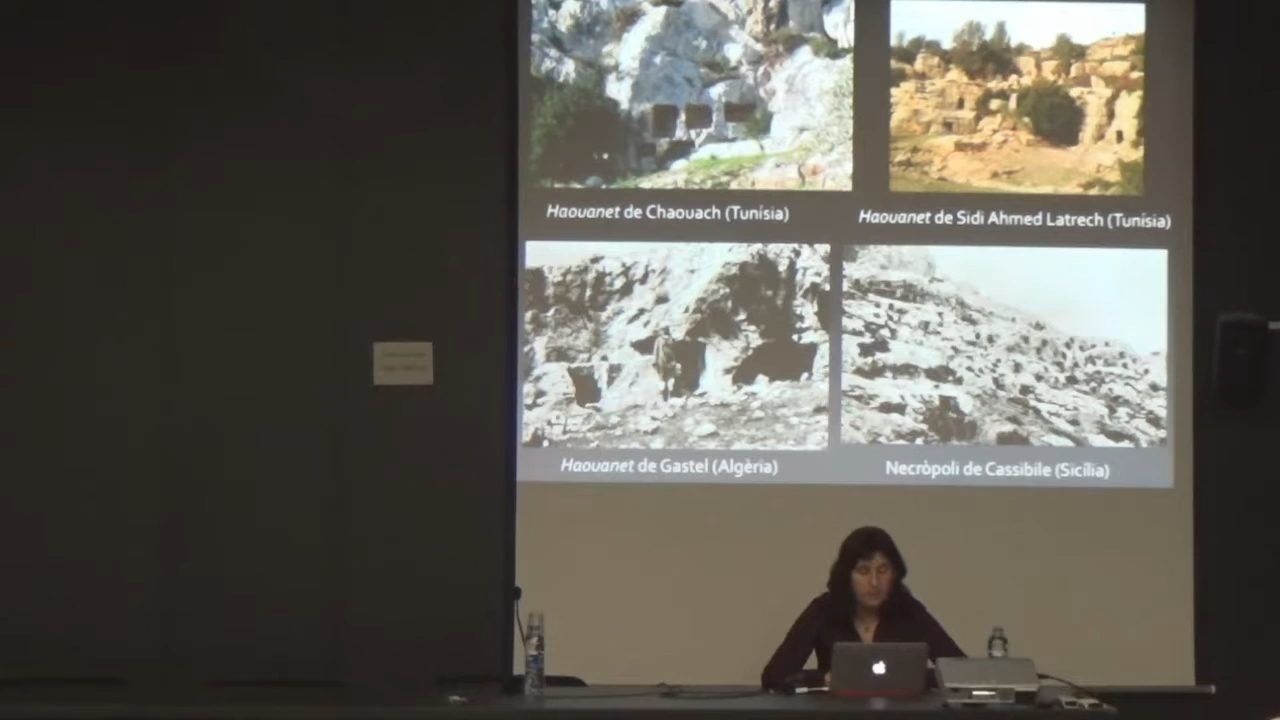 Haouanet de Chaouach (Tunísia)
Haouanet de Sidi Ahmed Latrech (Tunísia)
Haouanet de Gastel (Algèria)
Necròpoli de Cassibile (Sicília)